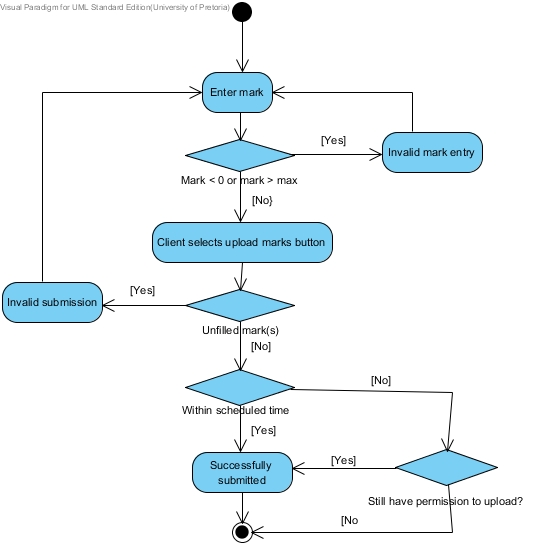 Visual Paradigm for UML Standard Edition(University of Pretoria)
Enter mark
[Yes]
Invalid mark entry
Mark < 0 or mark > max
[No}
Client selects upload marks button
[Yes]
Invalid submission
Unfilled mark(s)
[No]
[No]
Within scheduled time
[Yes]
Successfully
submitted
[Yes]
Still have permission to upload?
[No